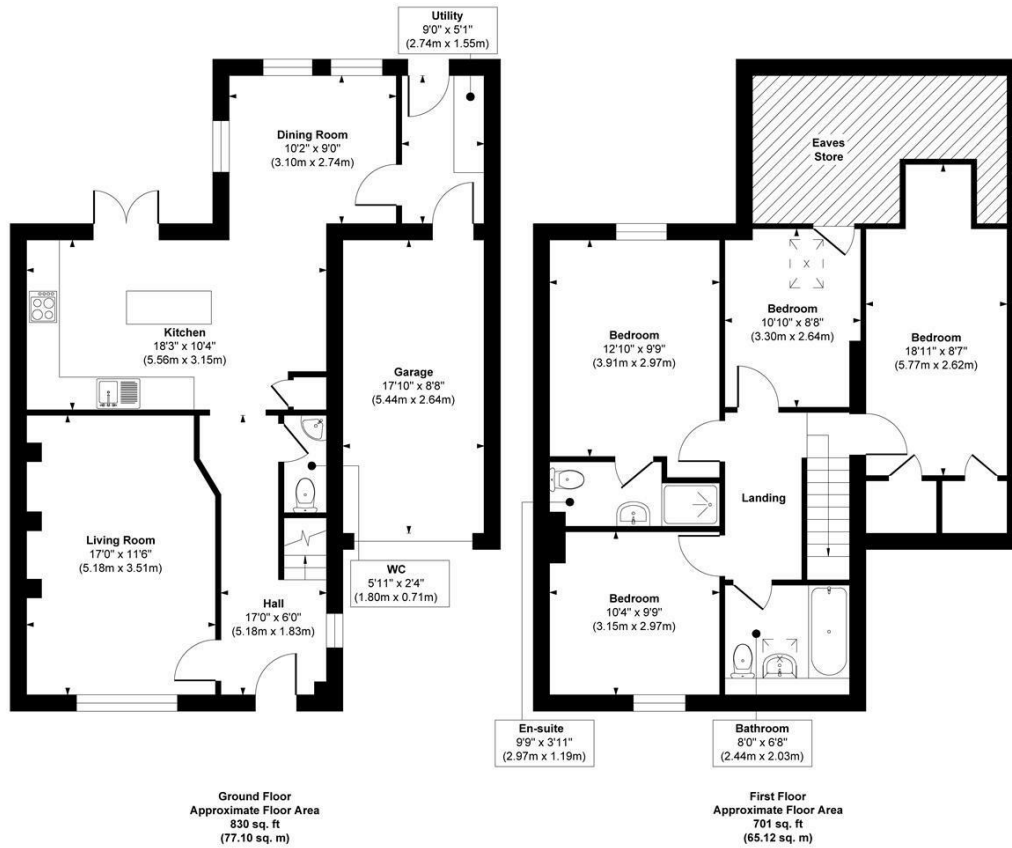 Utility
9'0" x 5'1"
(2.74m x 1.55m)
Dining Room
10'2" x 9'0"
(3.10m x 2.74m)
Kitchen
18'3" x 10'4"
(5.56m x 3.15m)
Garage
17'10" x 8'8"
(5.44m x 2.64m)
Living Room
17'0" x 11'6"
(5.18m x 3.51m)
WC
5'11" x 2'4"
(1.80m x 0.71m)
Hall
17'0" x 6'0"
(5.18m x 1.83m)
Ground Floor
Approximate Floor Area
830 sq. ft
(77.10 sq. m)
Eaves
Store
Bedroom
12'10" x 9'9"
(3.91m x 2.97m)
Bedroom
10'10" x 8'8"
(3.30m x 2.64m)
Bedroom
18'11" x 8'7"
(5.77m x 2.62m)
Landing
Bedroom
10'4" x 9'9"
(3.15m x 2.97m)
En-suite
9'9" x 3'11"
(2.97m x 1.19m)
Bathroom
8'0" x 6'8"
(2.44m x 2.03m)
First Floor
Approximate Floor Area
701 sq. ft
(65.12 sq. m)